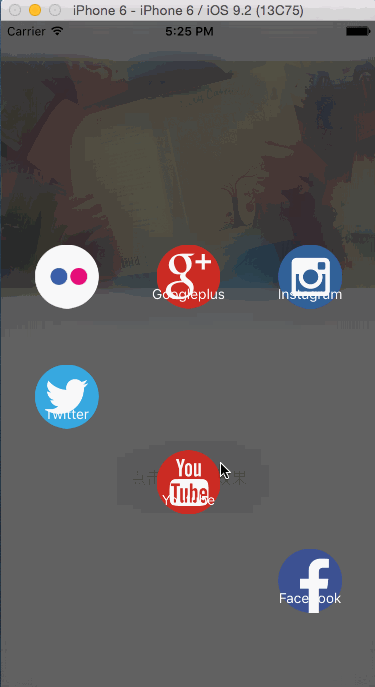 iPhone 6 - iPhone 6 / iOS 9.2 (13C75)
Carrier 5:25 PM
g+
Googleplus
Instagram
Twitter
You
Tube
YouTube
f
Facebook